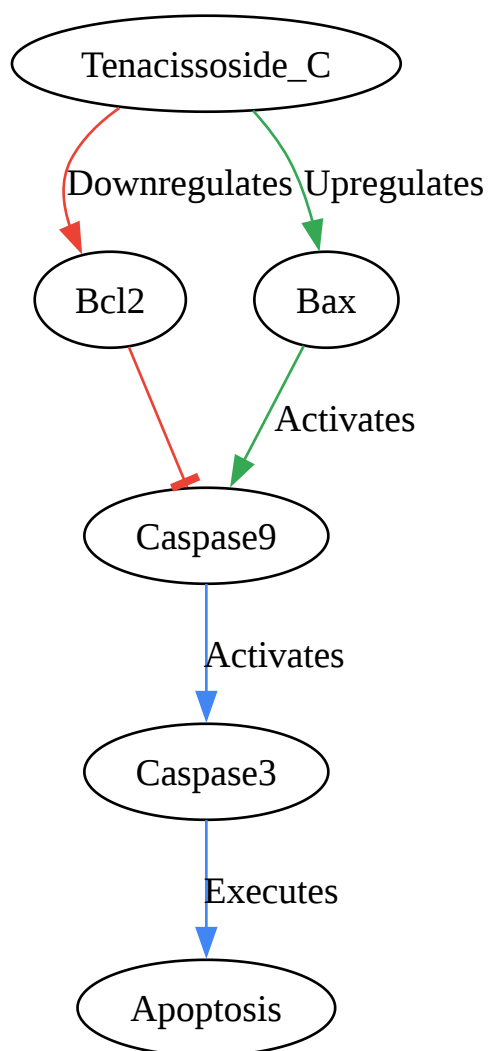 Tenacissoside_C
Downregulates
Upregulates
Bcl2
Bax
Activates
Caspase9
Activates
Caspase3
Executes
Apoptosis